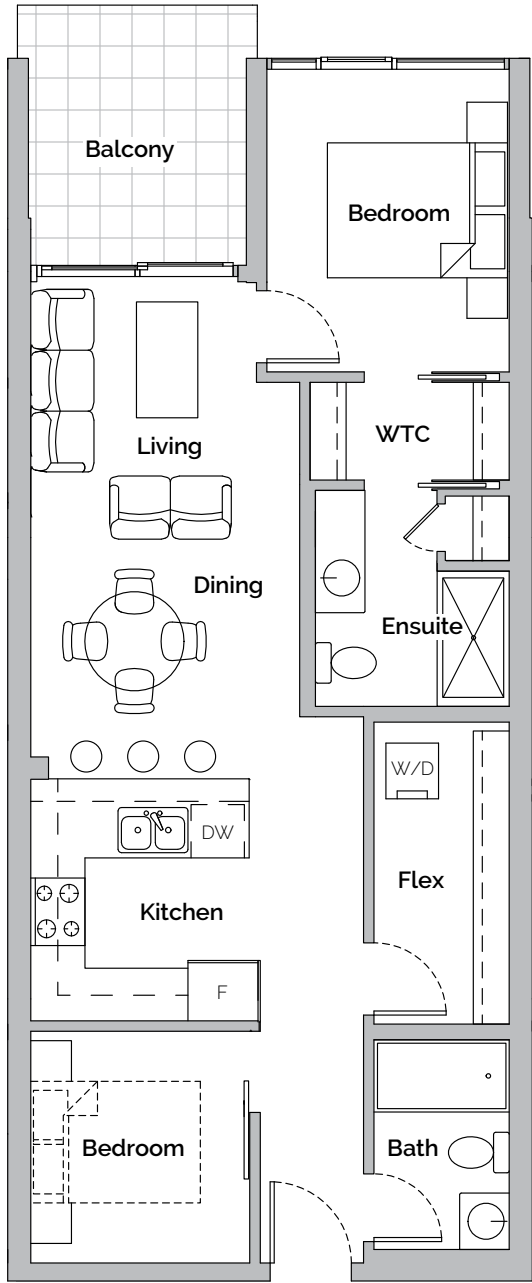 Balcony
Bedroom
WTC
Living
Dining
Ensuite
W/D
DW
Flex
Kitchen
F
Bedroom
Bath